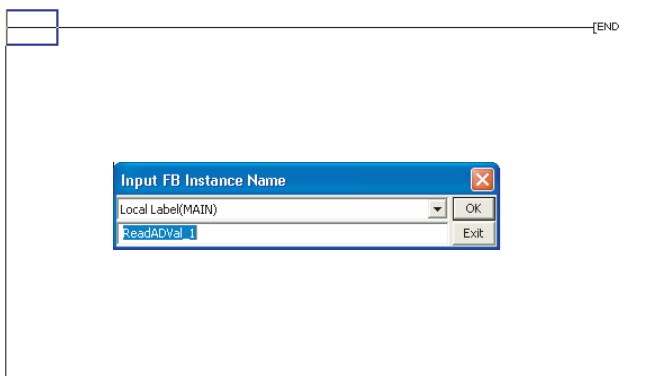 [END
Input FB Instance Name
Local Label(MAIN)
OK
ReadADVal_1
Exit